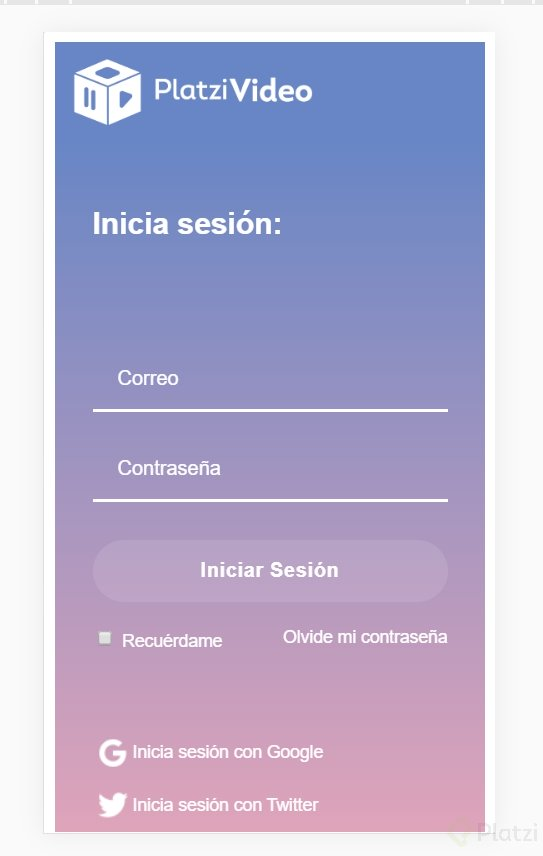 PlatziVideo
Inicia sesión:
Correo
Contraseña
Iniciar Sesión
Recuérdame
Olvide mi contraseña
Inicia sesión con Google
Inicia sesión con Twitter
Platzi